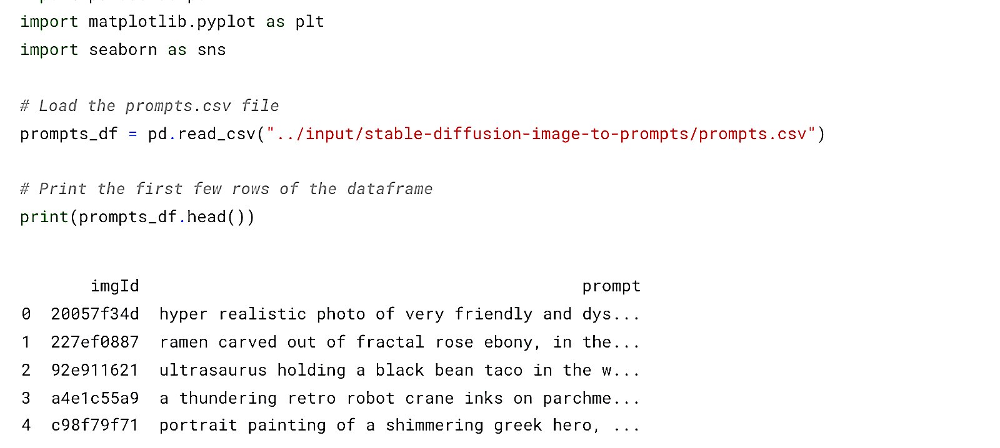 import matplotlib.pyplot as plt
import seaborn as sns
# Load the prompts.csv file
prompts_df = pd.read_csv("../input/stable-diffusion-image-to-prompts/prompts.csv")
# Print the first few rows of the dataframe
print(prompts_df.head())
imgId prompt
0 20057f34d hyper realistic photo of very friendly and dys...
1 227ef0887 ramen carved out of fractal rose ebony, in the...
2 92e911621 ultrasaurus holding a black bean taco in the w...
3 a4e1c55a9 a thundering retro robot crane inks on parchme...
4 c98f79f71 portrait painting of a shimmering greek hero, ...